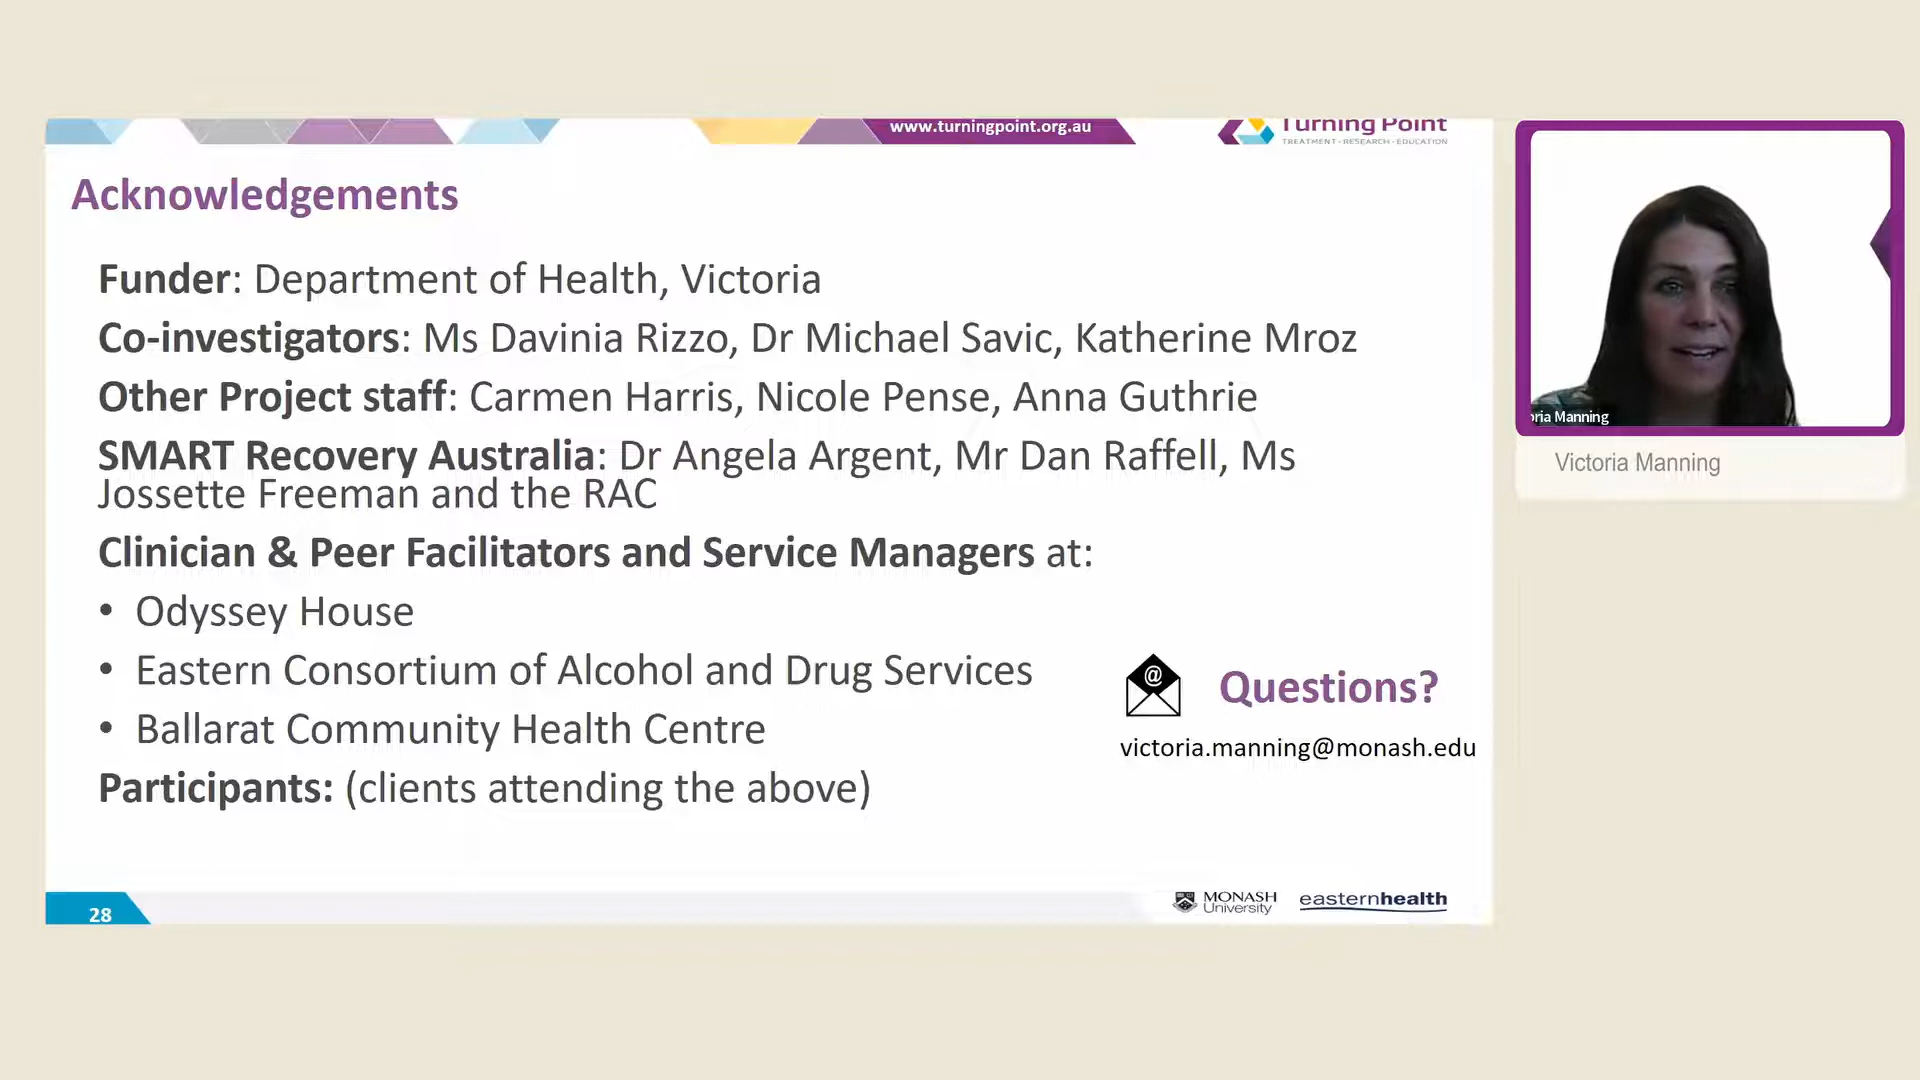 www.turningpoint.org.au
Turning Point
TREATMENT • RESEARCH • EDUCATION
Acknowledgements
Funder: Department of Health, Victoria
Co-investigators: Ms Davinia Rizzo, Dr Michael Savic, Katherine Mroz
Other Project staff: Carmen Harris, Nicole Pense, Anna Guthrie
SMART Recovery Australia: Dr Angela Argent, Mr Dan Raffell, Ms
Jossette Freeman and the RAC
Clinician & Peer Facilitators and Service Managers at:
• Odyssey House
• Eastern Consortium of Alcohol and Drug Services
• Ballarat Community Health Centre
Participants: (clients attending the above)
@
Questions?
victoria.manning@monash.edu
28
MONASH
University
easternhealth
oria Manning
Victoria Manning